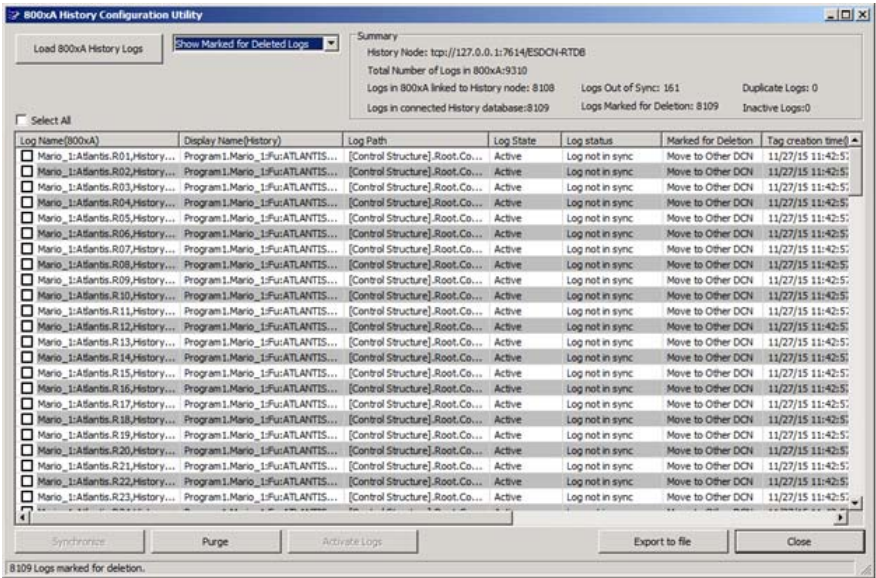 800xA History Configuration Utility
Load 800xA History Logs
Show Marked for Deleted Logs
Summary
History Node: tcp://127.0.0.1:7614/ESDCN-RTDB
Total Number of Logs in 800xA:9310
Logs in 800xA linked to History node: 8108 Logs Out of Sync: 161 Duplicate Logs: 0
Logs in connected History database:8109 Logs Marked for Deletion: 8109 Inactive Logs:0
Select All
Log Name(800xA) Display Name(History) Log Path Log State Log status Marked for Deletion Tag creation time(
Mario_1:Atlantis.R01,History... Program1.Mario_1:Fu:ATLANTIS... [Control Structure].Root.Co... Active Log not in sync Move to Other DCN 11/27/15 11:42:57
Mario_1:Atlantis.R02,History... Program1.Mario_1:Fu:ATLANTIS... [Control Structure].Root.Co... Active Log not in sync Move to Other DCN 11/27/15 11:42:57
Mario_1:Atlantis.R03,History... Program1.Mario_1:Fu:ATLANTIS... [Control Structure].Root.Co... Active Log not in sync Move to Other DCN 11/27/15 11:42:57
Mario_1:Atlantis.R04,History... Program1.Mario_1:Fu:ATLANTIS... [Control Structure].Root.Co... Active Log not in sync Move to Other DCN 11/27/15 11:42:57
Mario_1:Atlantis.R05,History... Program1.Mario_1:Fu:ATLANTIS... [Control Structure].Root.Co... Active Log not in sync Move to Other DCN 11/27/15 11:42:57
Mario_1:Atlantis.R06,History... Program1.Mario_1:Fu:ATLANTIS... [Control Structure].Root.Co... Active Log not in sync Move to Other DCN 11/27/15 11:42:57
Mario_1:Atlantis.R07,History... Program1.Mario_1:Fu:ATLANTIS... [Control Structure].Root.Co... Active Log not in sync Move to Other DCN 11/27/15 11:42:57
Mario_1:Atlantis.R08,History... Program1.Mario_1:Fu:ATLANTIS... [Control Structure].Root.Co... Active Log not in sync Move to Other DCN 11/27/15 11:42:57
Mario_1:Atlantis.R09,History... Program1.Mario_1:Fu:ATLANTIS... [Control Structure].Root.Co... Active Log not in sync Move to Other DCN 11/27/15 11:42:57
Mario_1:Atlantis.R10,History... Program1.Mario_1:Fu:ATLANTIS... [Control Structure].Root.Co... Active Log not in sync Move to Other DCN 11/27/15 11:42:57
Mario_1:Atlantis.R11,History... Program1.Mario_1:Fu:ATLANTIS... [Control Structure].Root.Co... Active Log not in sync Move to Other DCN 11/27/15 11:42:57
Mario_1:Atlantis.R12,History... Program1.Mario_1:Fu:ATLANTIS... [Control Structure].Root.Co... Active Log not in sync Move to Other DCN 11/27/15 11:42:57
Mario_1:Atlantis.R13,History... Program1.Mario_1:Fu:ATLANTIS... [Control Structure].Root.Co... Active Log not in sync Move to Other DCN 11/27/15 11:42:57
Mario_1:Atlantis.R14,History... Program1.Mario_1:Fu:ATLANTIS... [Control Structure].Root.Co... Active Log not in sync Move to Other DCN 11/27/15 11:42:57
Mario_1:Atlantis.R15,History... Program1.Mario_1:Fu:ATLANTIS... [Control Structure].Root.Co... Active Log not in sync Move to Other DCN 11/27/15 11:42:57
Mario_1:Atlantis.R16,History... Program1.Mario_1:Fu:ATLANTIS... [Control Structure].Root.Co... Active Log not in sync Move to Other DCN 11/27/15 11:42:57
Mario_1:Atlantis.R17,History... Program1.Mario_1:Fu:ATLANTIS... [Control Structure].Root.Co... Active Log not in sync Move to Other DCN 11/27/15 11:42:57
Mario_1:Atlantis.R18,History... Program1.Mario_1:Fu:ATLANTIS... [Control Structure].Root.Co... Active Log not in sync Move to Other DCN 11/27/15 11:42:57
Mario_1:Atlantis.R19,History... Program1.Mario_1:Fu:ATLANTIS... [Control Structure].Root.Co... Active Log not in sync Move to Other DCN 11/27/15 11:42:57
Mario_1:Atlantis.R20,History... Program1.Mario_1:Fu:ATLANTIS... [Control Structure].Root.Co... Active Log not in sync Move to Other DCN 11/27/15 11:42:57
Mario_1:Atlantis.R21,History... Program1.Mario_1:Fu:ATLANTIS... [Control Structure].Root.Co... Active Log not in sync Move to Other DCN 11/27/15 11:42:57
Mario_1:Atlantis.R22,History... Program1.Mario_1:Fu:ATLANTIS... [Control Structure].Root.Co... Active Log not in sync Move to Other DCN 11/27/15 11:42:57
Mario_1:Atlantis.R23,History... Program1.Mario_1:Fu:ATLANTIS... [Control Structure].Root.Co... Active Log not in sync Move to Other DCN 11/27/15 11:42:57
Synchronize Purge Activate Logs Export to file Close
8109 Logs marked for deletion.